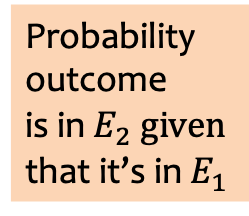 Probability
outcome
is in E₂ given
that it’s in E₁